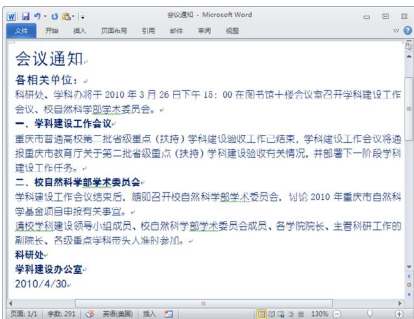 会议通知 - Microsoft Word
文件 开始 插入 页面布局 引用 邮件 审阅 视图
会议通知
各相关单位：
科研处、学科办将于 2010 年 3 月 26 日下午 15：00 在图书馆十楼会议室召开学科建设工作
会议、校自然科学部学术委员会。
一、学科建设工作会议
重庆市普通高校第二批省级重点（扶持）学科建设验收工作已结束，学科建设工作会议将通
报重庆市教育厅关于第二批省级重点（扶持）学科建设验收有关情况，并部署下一阶段学科
建设工作任务。
二、校自然科学部学术委员会
学科建设工作会议结束后，随即召开校自然科学部学术委员会，讨论 2010 年重庆市自然科
学基金项目申报有关事宜。
请校学科建设领导小组成员、校自然科学部学术委员会成员、各学院院长、主管科研工作的
副院长、各级重点学科带头人准时参加。
科研处
学科建设办公室
2010/4/30
页面: 1/1 字数: 291 英语(美国) 插入 130%